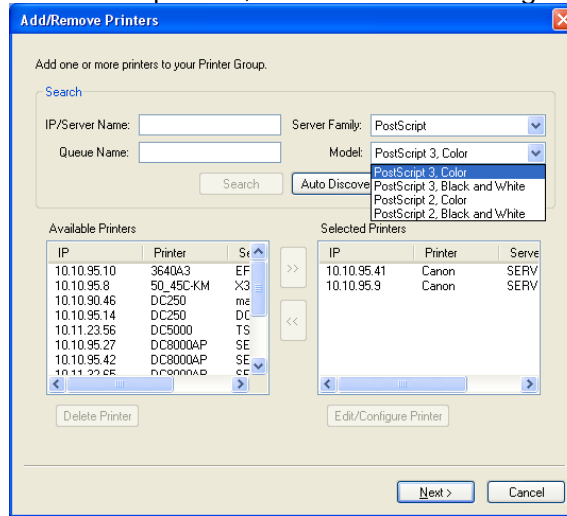 Add/Remove Printers
Add one or more printers to your Printer Group.
Search
IP/Server Name: Server Family: PostScript
Queue Name: Model: PostScript 3, Color
PostScript 3, Color
PostScript 3, Black and White
PostScript 2, Color
PostScript 2, Black and White
Search Auto Discove
Available Printers Selected Printers
IP Printer Se IP Printer Serve
10.10.95.10 3640A3 EF >> 10.10.95.41 Canon SERV
10.10.95.8 50_45C-KM X3 10.10.95.9 Canon SERV
10.10.90.46 DC250 ma
10.10.95.14 DC250 DC <<
10.11.23.56 DC5000 TS
10.10.95.27 DC8000AP SE
10.10.95.42 DC8000AP SE
Delete Printer Edit/Configure Printer
Next > Cancel